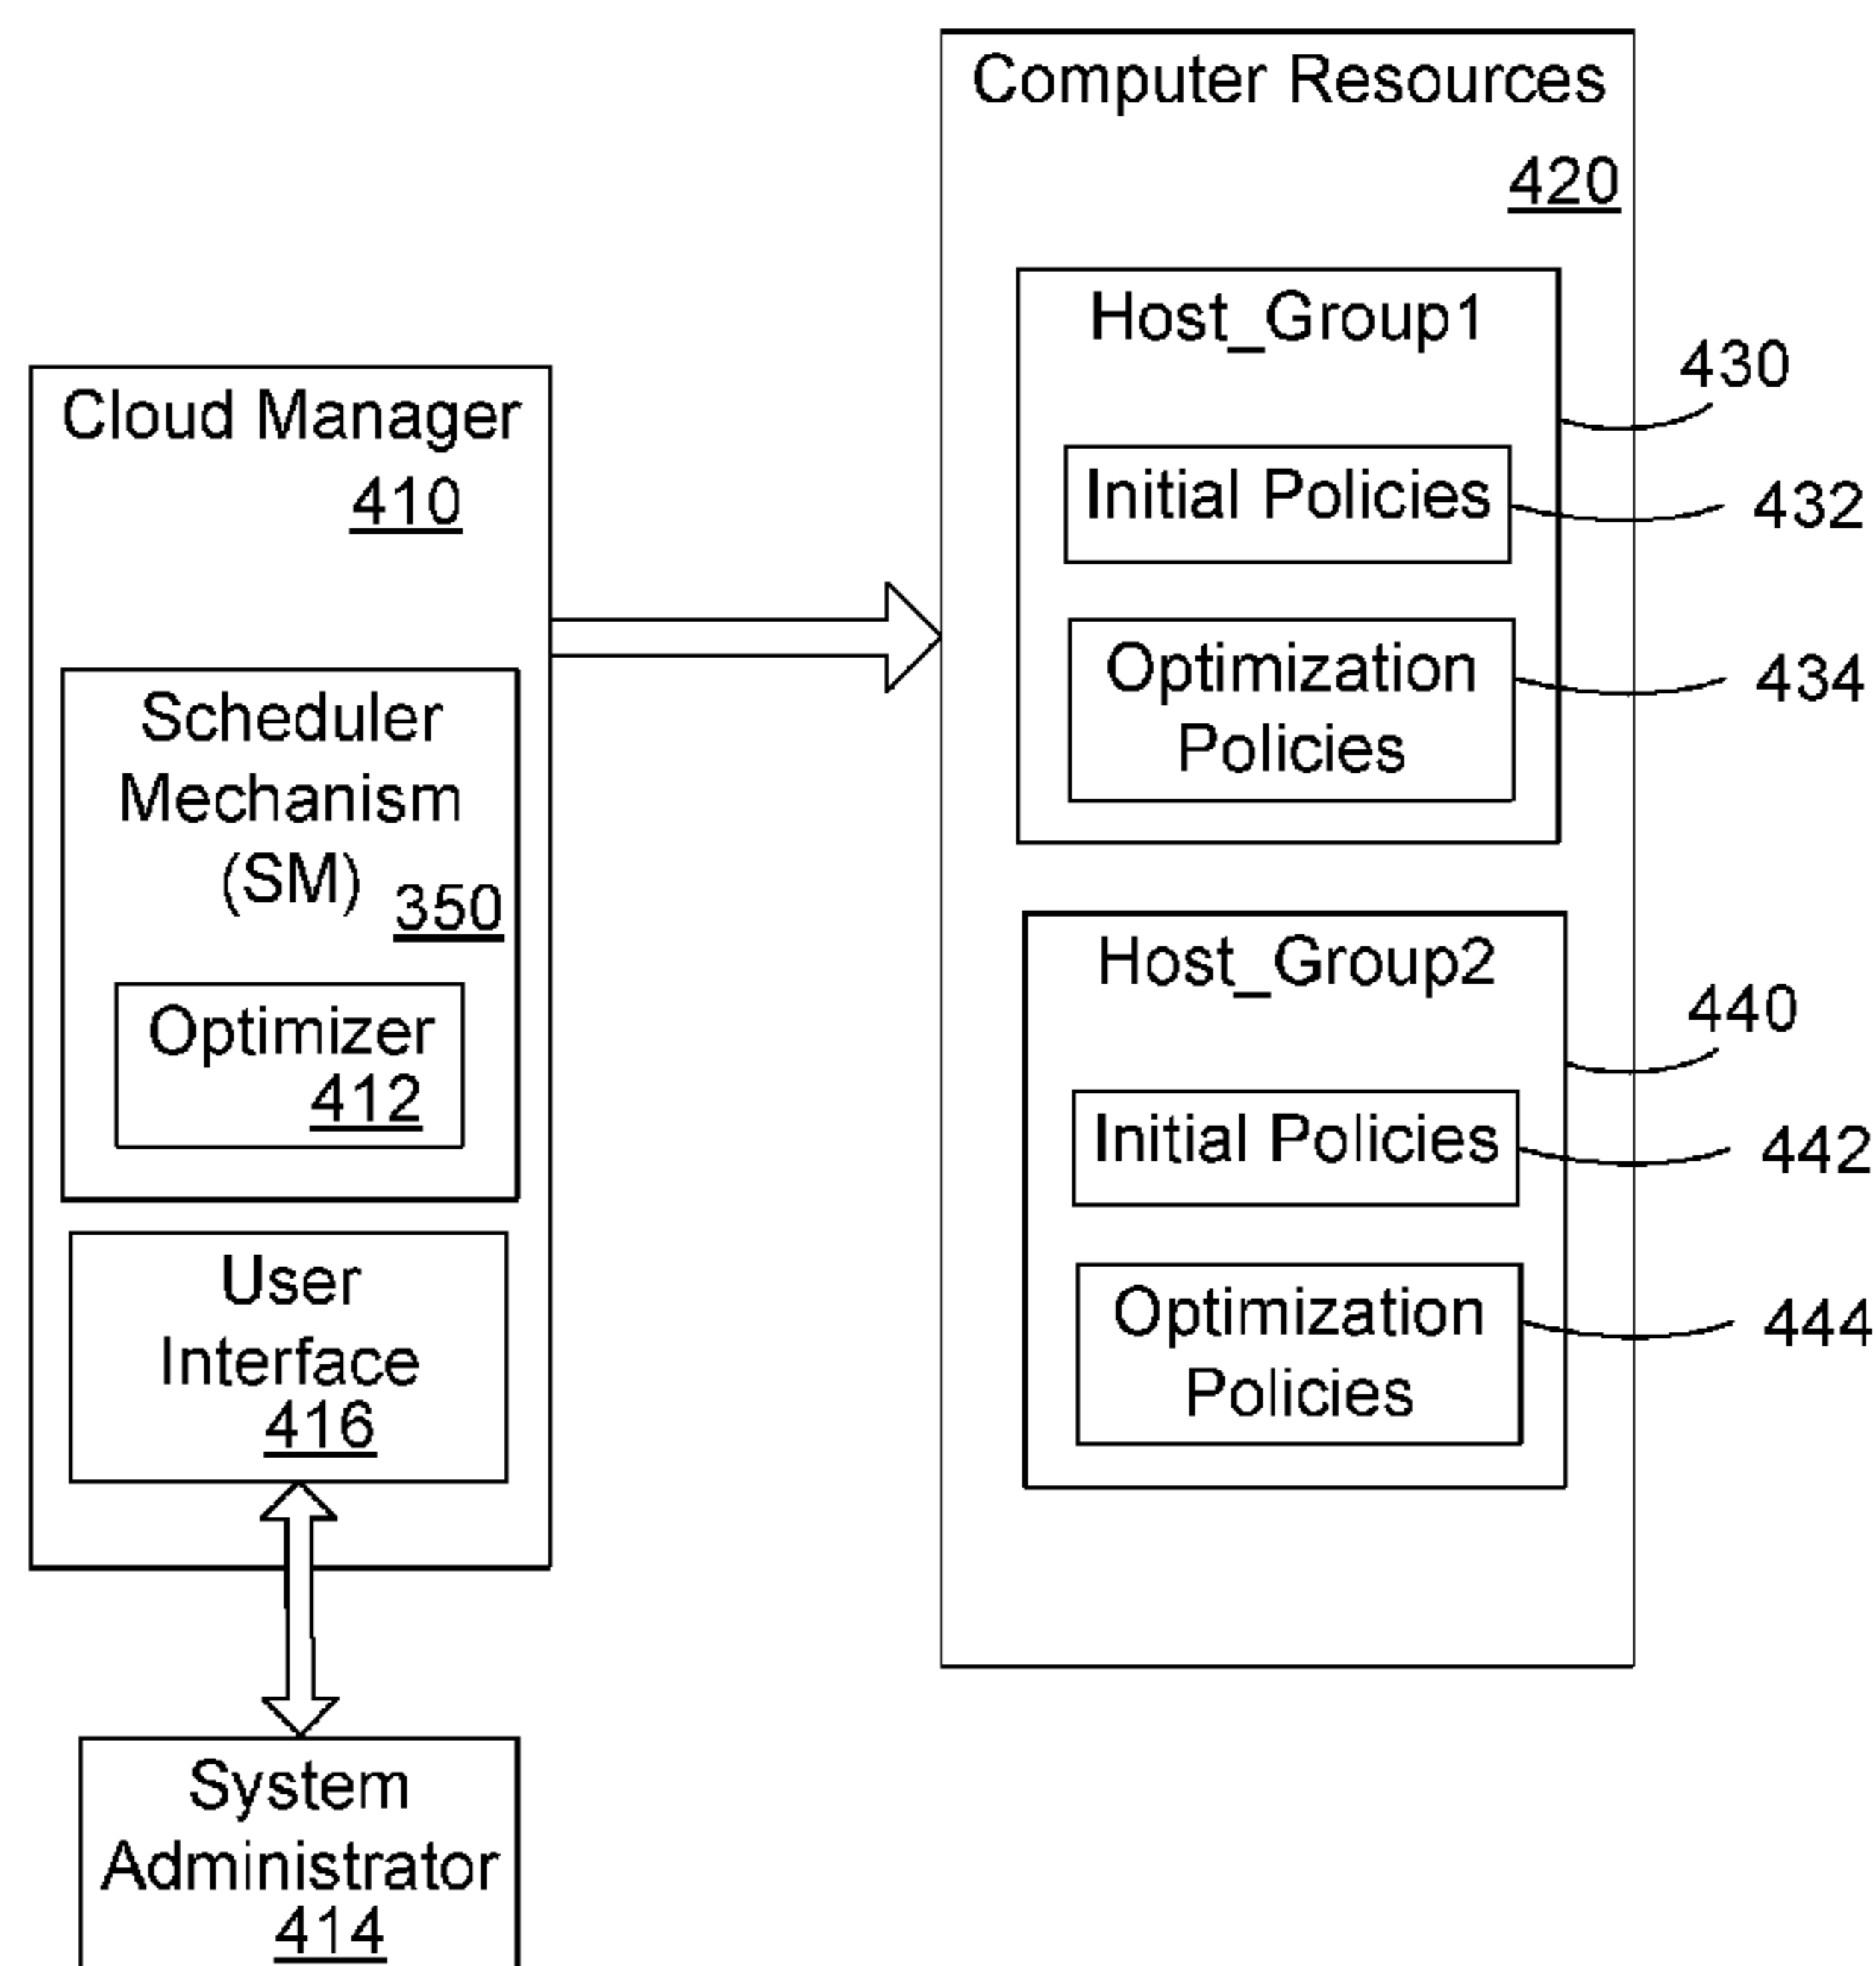 Cloud Manager
410
Scheduler
Mechanism
(SM)
350
Optimizer
412
User
Interface
416
System
Administrator
414
Computer Resources
420
Host_Group1
430
Initial Policies
432
Optimization
Policies
434
Host_Group2
440
Initial Policies
442
Optimization
Policies
444